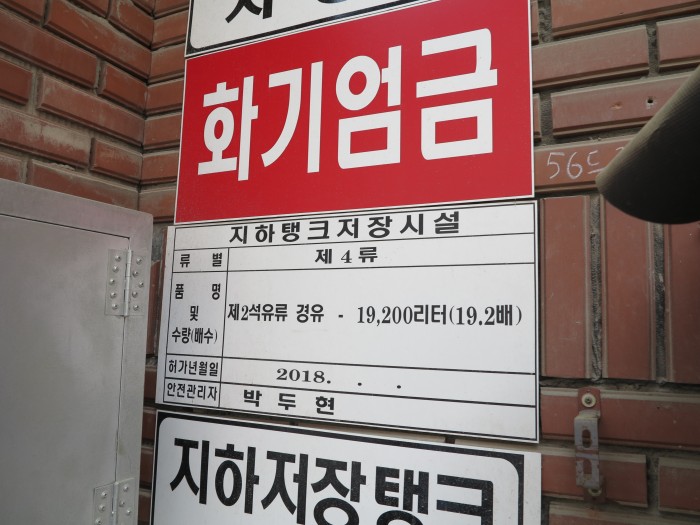 화기엄금
56도
지하탱크저장시설
류 별 제 4 류
품 명 및 수량(배수) 제2석유류 경유 - 19,200리터(19.2배)
허가년월일 2018. . .
안전관리자 박 두 현
지하저장탱크